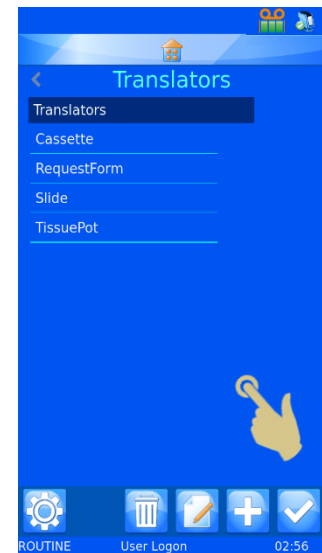 Translators
Translators
Cassette
RequestForm
Slide
TissuePot
ROUTINE User Logon 02:56